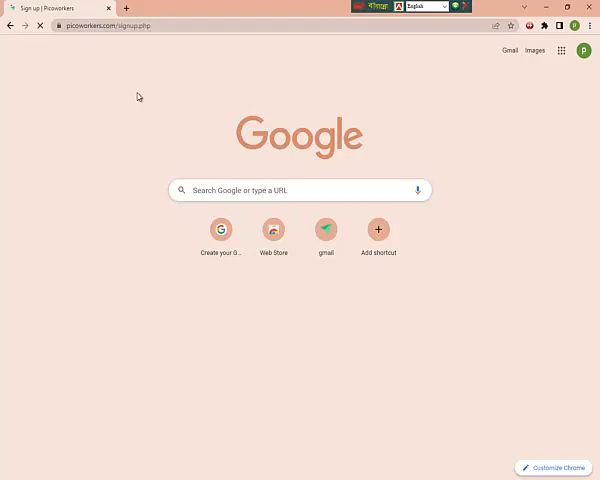 Sign up | Picoworkers
বাংলা
English
picoworkers.com/signup.php
P
Gmail
Images
P
Google
Search Google or type a URL
Create your G...
Web Store
gmail
Add shortcut
Customize Chrome